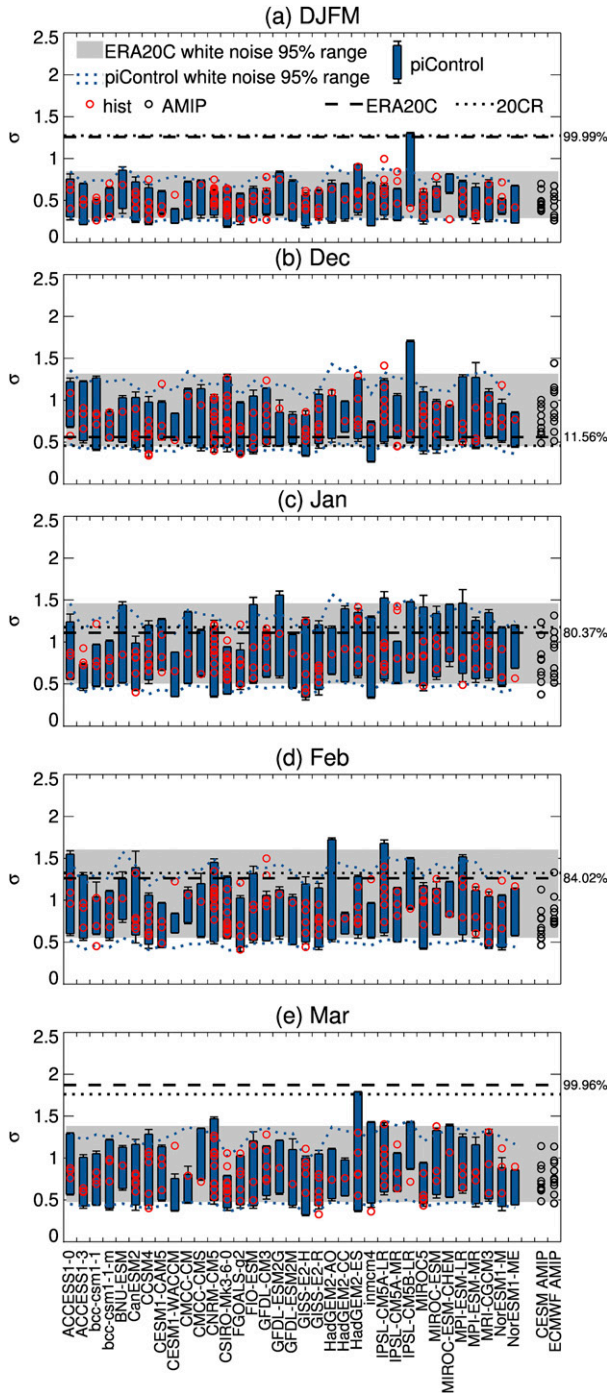 (a) DJFM
2.5
ERA20C white noise 95% range
piControl
2
piControl white noise 95% range
hist
AMIP
ERA20C
20CR
1.5
σ
99.99%
1
0.5
0
(b) Dec
2.5
2
1.5
σ
1
11.56%
0.5
0
(c) Jan
2.5
2
1.5
σ
1
80.37%
0.5
0
(d) Feb
2.5
2
1.5
σ
84.02%
1
0.5
0
(e) Mar
2.5
2
99.96%
1.5
σ
1
0.5
0
ACCESS1-0
ACCESS1-3
bcc-csm1-1
bcc-csm1-1-m
BNU-ESM
CanESM2
CCSM4
CESM1-CAM5
CESM1-WACCM
CMCC-CM
CMCC-CMS
CNRM-CM5
CSIRO-Mk3-6-0
FGOALS-g2
FIO-ESM
GFDL-CM3
GFDL-ESM2G
GFDL-ESM2M
GISS-E2-H
GISS-E2-R
HadGEM2-AO
HadGEM2-CC
HadGEM2-ES
inmcm4
IPSL-CM5A-LR
IPSL-CM5A-MR
IPSL-CM5B-LR
MIROC5
MIROC-ESM
MIROC-ESM-CHEM
MPI-ESM-LR
MPI-ESM-MR
MRI-CGCM3
NorESM1-M
NorESM1-ME
CESM AMIP
ECMWF AMIP